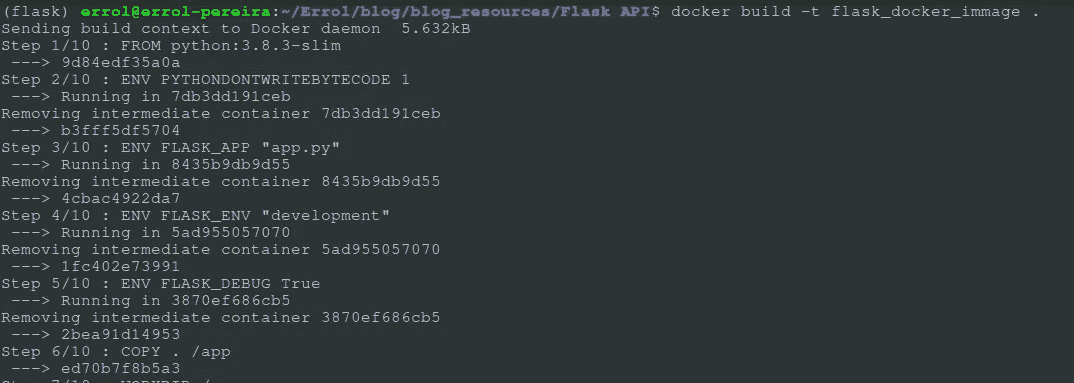 (flask) errol@errol-pereira:~/Errol/blog/blog_resources/Flask API$ docker build -t flask_docker_immage .
Sending build context to Docker daemon  5.632kB
Step 1/10 : FROM python:3.8.3-slim
 ---> 9d84edf35a0a
Step 2/10 : ENV PYTHONDONTWRITEBYTECODE 1
 ---> Running in 7db3dd191ceb
Removing intermediate container 7db3dd191ceb
 ---> b3fff5df5704
Step 3/10 : ENV FLASK_APP "app.py"
 ---> Running in 8435b9db9d55
Removing intermediate container 8435b9db9d55
 ---> 4cbac4922da7
Step 4/10 : ENV FLASK_ENV "development"
 ---> Running in 5ad955057070
Removing intermediate container 5ad955057070
 ---> 1fc402e73991
Step 5/10 : ENV FLASK_DEBUG True
 ---> Running in 3870ef686cb5
Removing intermediate container 3870ef686cb5
 ---> 2bea91d14953
Step 6/10 : COPY . /app
 ---> ed70b7f8b5a3